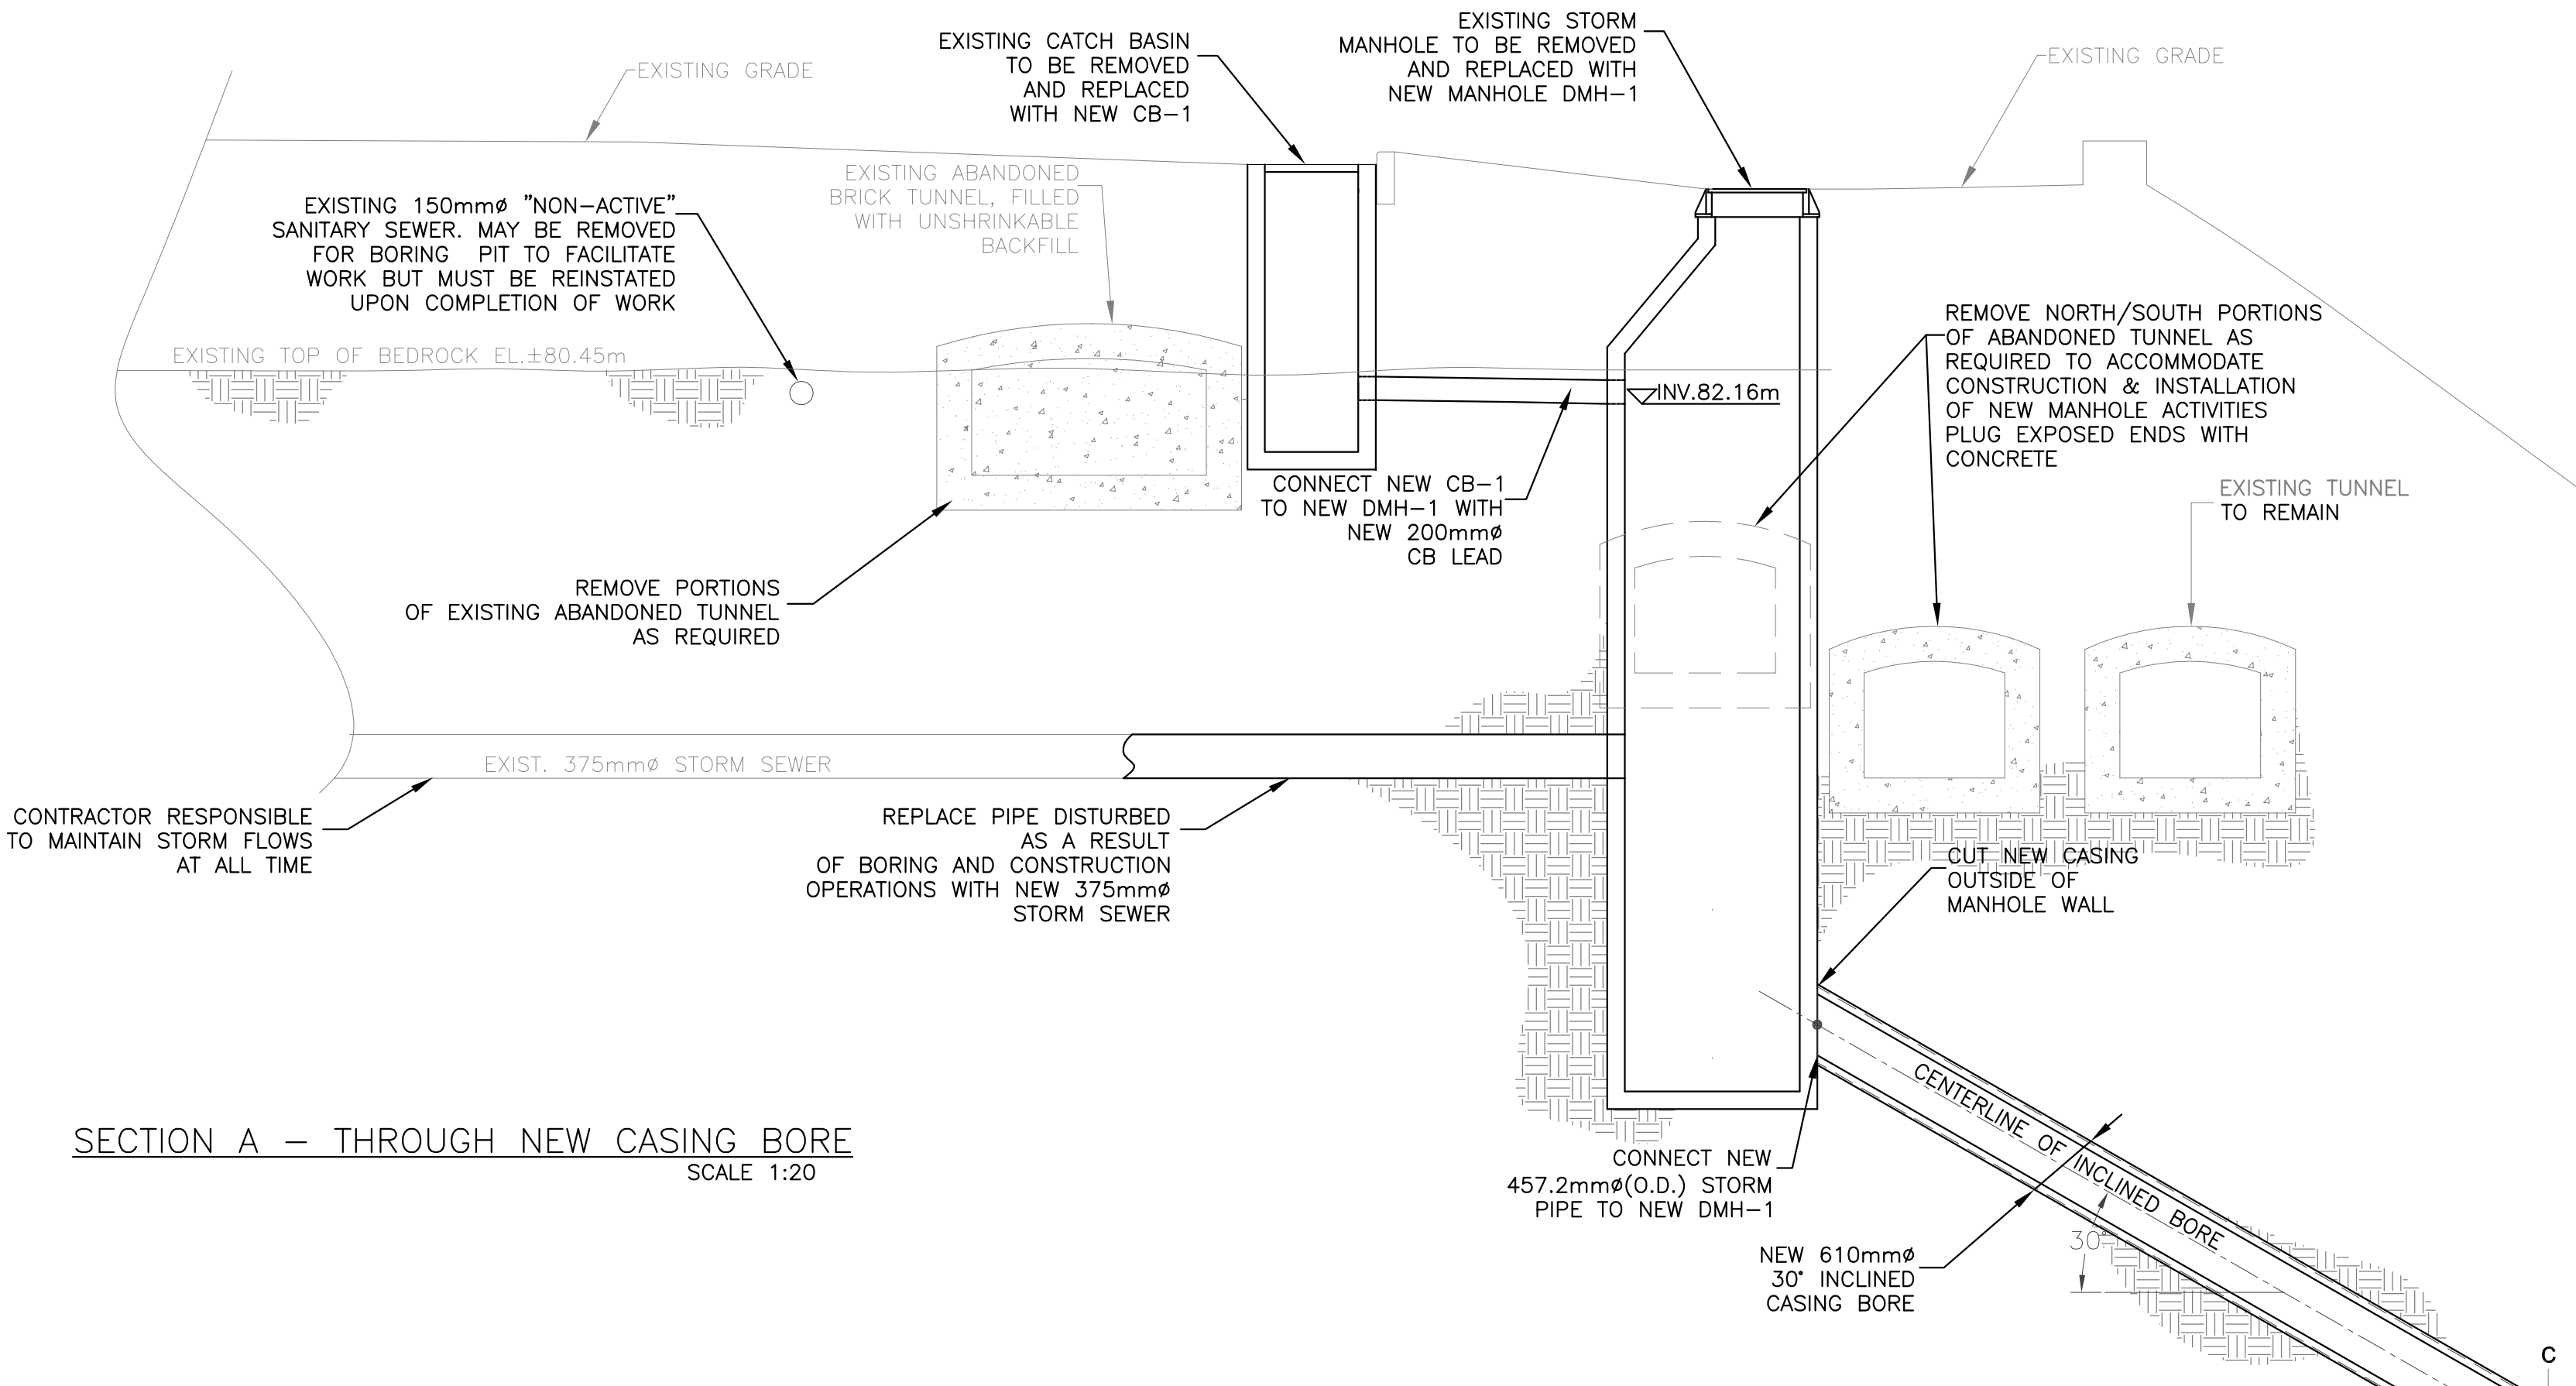 EXISTING GRADE
EXISTING CATCH BASIN
TO BE REMOVED
AND REPLACED
WITH NEW CB-1
EXISTING STORM
MANHOLE TO BE REMOVED
AND REPLACED WITH
NEW MANHOLE DMH-1
EXISTING GRADE
EXISTING 150mmø "NON-ACTIVE"
SANITARY SEWER. MAY BE REMOVED
FOR BORING PIT TO FACILITATE
WORK BUT MUST BE REINSTATED
UPON COMPLETION OF WORK
EXISTING ABANDONED
BRICK TUNNEL, FILLED
WITH UNSHRINKABLE
BACKFILL
EXISTING TOP OF BEDROCK EL.±80.45m
INV.82.16m
REMOVE NORTH/SOUTH PORTIONS
OF ABANDONED TUNNEL AS
REQUIRED TO ACCOMMODATE
CONSTRUCTION & INSTALLATION
OF NEW MANHOLE ACTIVITIES
PLUG EXPOSED ENDS WITH
CONCRETE
CONNECT NEW CB-1
TO NEW DMH-1 WITH
NEW 200mmø
CB LEAD
EXISTING TUNNEL
TO REMAIN
REMOVE PORTIONS
OF EXISTING ABANDONED TUNNEL
AS REQUIRED
EXIST. 375mmø STORM SEWER
CONTRACTOR RESPONSIBLE
TO MAINTAIN STORM FLOWS
AT ALL TIME
REPLACE PIPE DISTURBED
AS A RESULT
OF BORING AND CONSTRUCTION
OPERATIONS WITH NEW 375mmø
STORM SEWER
CUT NEW CASING
OUTSIDE OF
MANHOLE WALL
CENTERLINE OF INCLINED BORE
SECTION A - THROUGH NEW CASING BORE
SCALE 1:20
CONNECT NEW
457.2mmø(O.D.) STORM
PIPE TO NEW DMH-1
30°
NEW 610mmø
30° INCLINED
CASING BORE
C